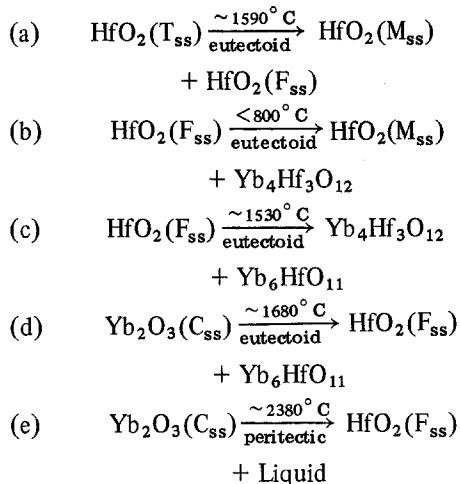 (a) HfO₂(Tₛₛ) ~1590° C eutectoid → HfO₂(Mₛₛ)
+ HfO₂(Fₛₛ)
(b) HfO₂(Fₛₛ) <800° C eutectoid → HfO₂(Mₛₛ)
+ Yb₄Hf₃O₁₂
(c) HfO₂(Fₛₛ) ~1530° C eutectoid → Yb₄Hf₃O₁₂
+ Yb₆HfO₁₁
(d) Yb₂O₃(Cₛₛ) ~1680° C eutectoid → HfO₂(Fₛₛ)
+ Yb₆HfO₁₁
(e) Yb₂O₃(Cₛₛ) ~2380° C peritectic → HfO₂(Fₛₛ)
+ Liquid